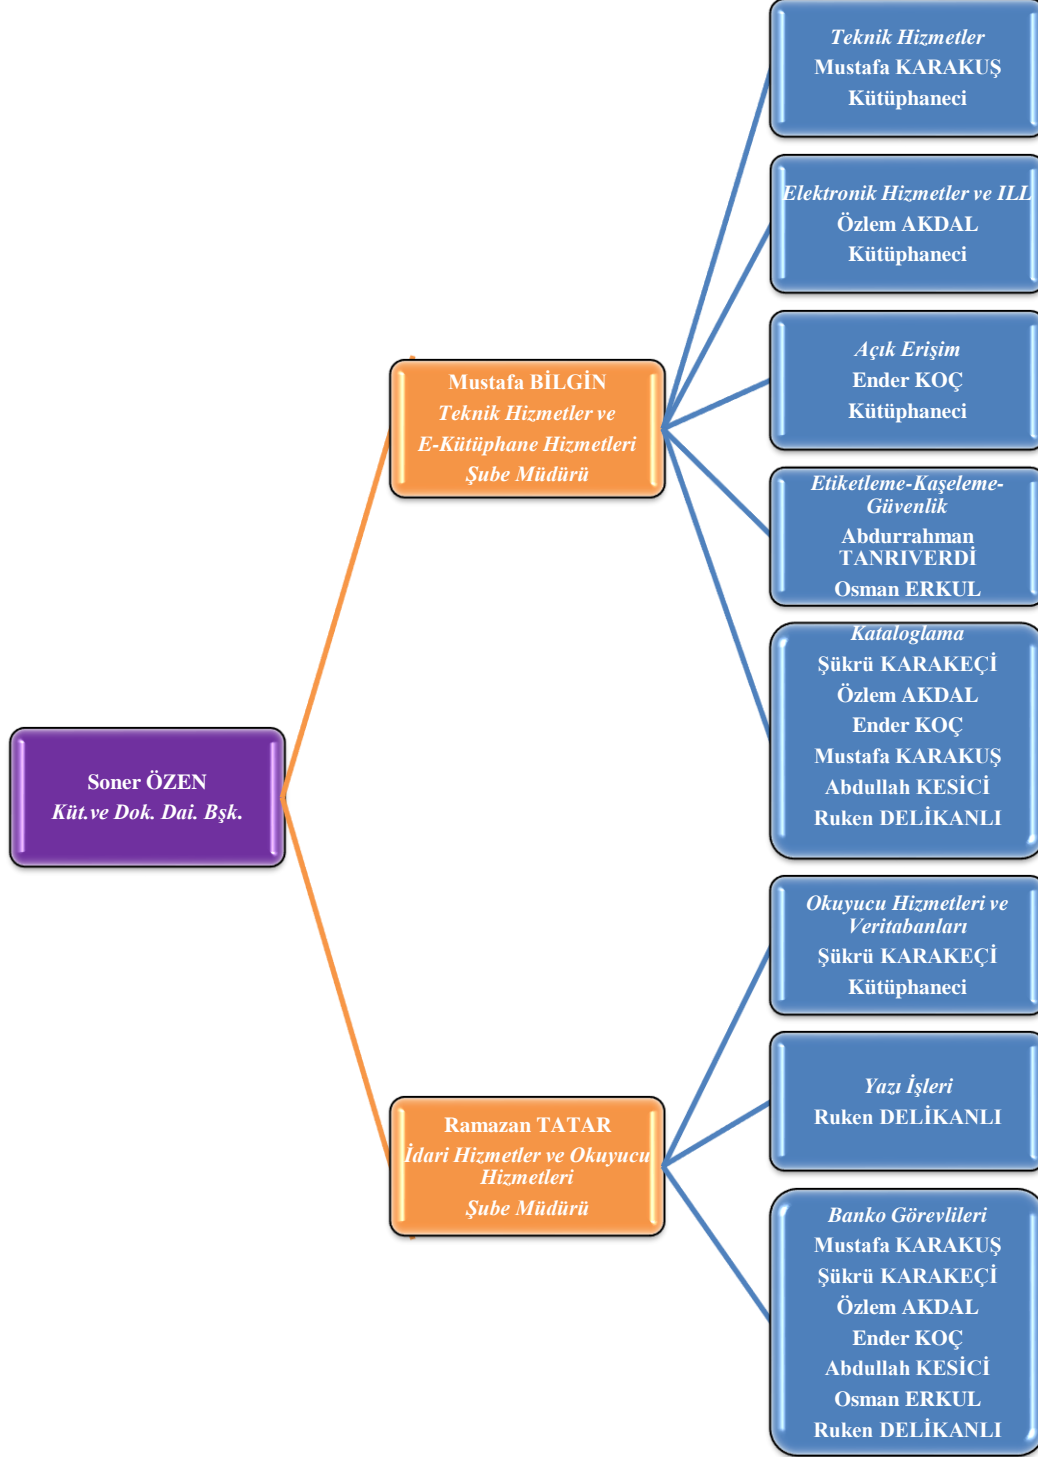 Soner ÖZEN
Küt.ve Dok. Dai. Bşk.
Mustafa BİLGİN
Teknik Hizmetler ve
E-Kütüphane Hizmetleri
Şube Müdürü
Teknik Hizmetler
Mustafa KARAKUŞ
Kütüphaneci
Elektronik Hizmetler ve ILL
Özlem AKDAL
Kütüphaneci
Açık Erişim
Ender KOÇ
Kütüphaneci
Etiketleme-Kaşeleme-
Güvenlik
Abdurrahman
TANRIVERDİ
Osman ERKUL
Kataloglama
Şükrü KARAKEÇİ
Özlem AKDAL
Ender KOÇ
Mustafa KARAKUŞ
Abdullah KESİCİ
Ruken DELİKANLI
Ramazan TATAR
İdari Hizmetler ve Okuyucu
Hizmetleri
Şube Müdürü
Okuyucu Hizmetleri ve
Veritabanları
Şükrü KARAKEÇİ
Kütüphaneci
Yazı İşleri
Ruken DELİKANLI
Banko Görevlileri
Mustafa KARAKUŞ
Şükrü KARAKEÇİ
Özlem AKDAL
Ender KOÇ
Abdullah KESİCİ
Osman ERKUL
Ruken DELİKANLI